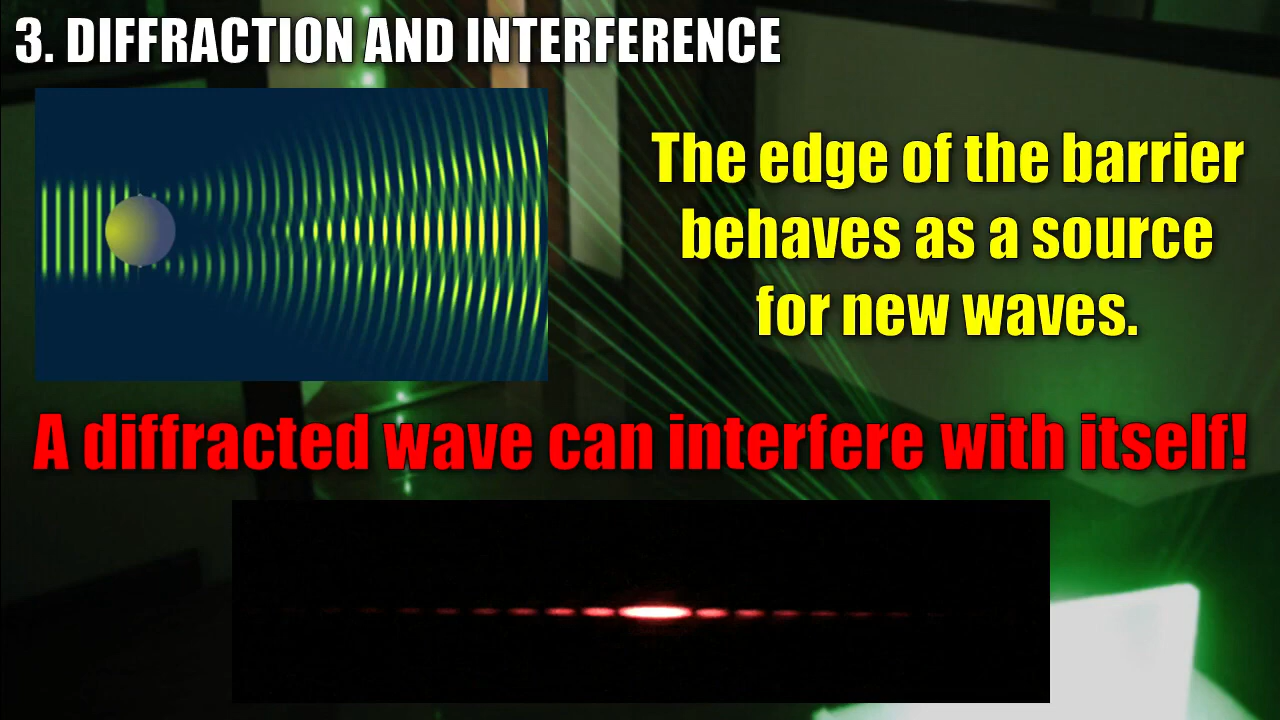 3. DIFFRACTION AND INTERFERENCE
The edge of the barrier
behaves as a source
for new waves.
A diffracted wave can interfere with itself!